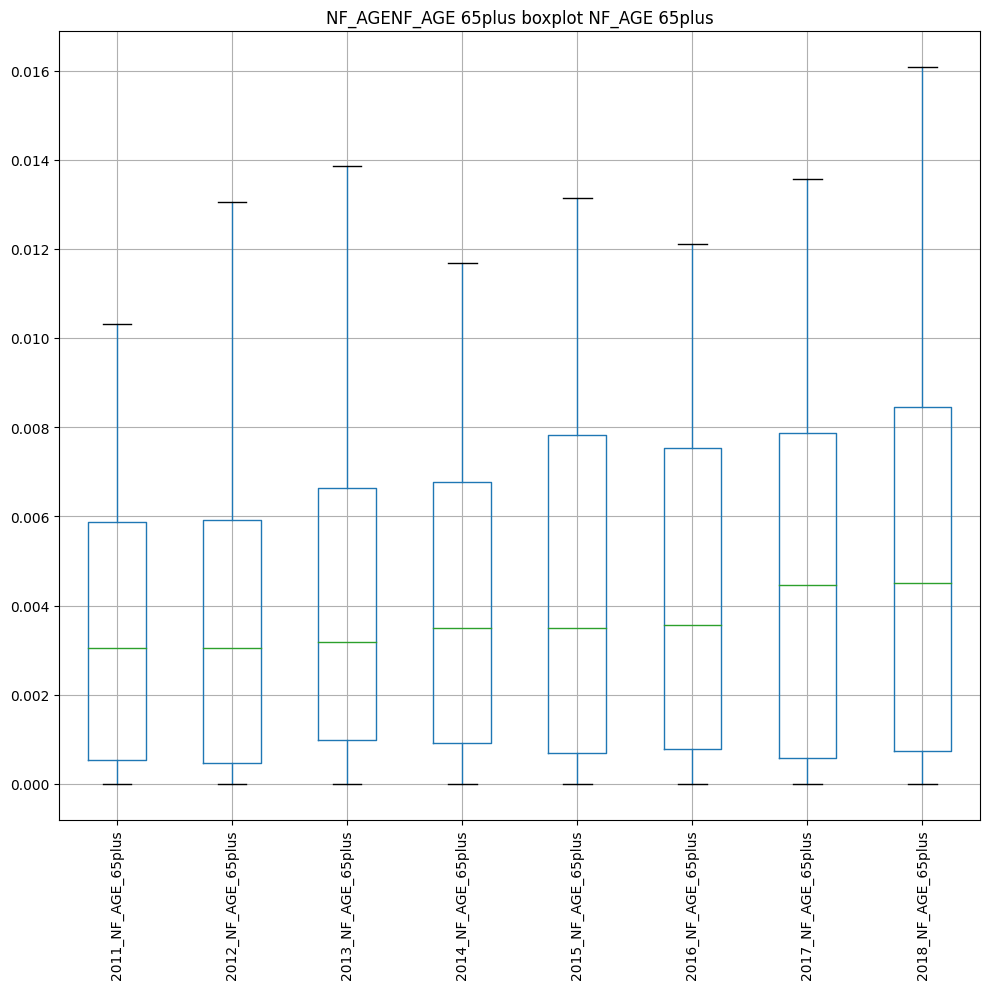 NF_AGENF_AGE 65plus boxplot NF_AGE 65plus
0.016
0.014
0.012
0.010
0.008
0.006
0.004
0.002
0.000
2011_NF_AGE_65plus
2012_NF_AGE_65plus
2013_NF_AGE_65plus
2014_NF_AGE_65plus
2015_NF_AGE_65plus
2016_NF_AGE_65plus
2017_NF_AGE_65plus
2018_NF_AGE_65plus